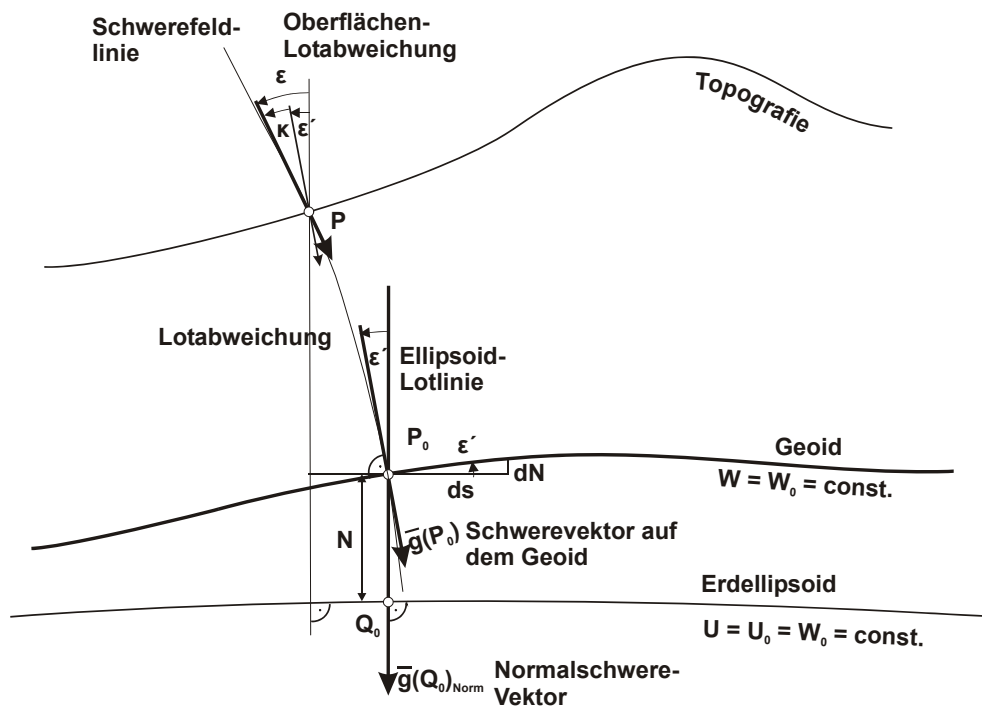 Schwerefeld-
linie
Oberflächen-
Lotabweichung
ε
κ
ε´
Topografie
P
Lotabweichung
ε´
Ellipsoid-
Lotlinie
P₀
ε´
Geoid
dN
ds
W = W₀ = const.
N
g̅(P₀) Schwerevektor auf
dem Geoid
Erdellipsoid
Q₀
U = U₀ = W₀ = const.
g̅(Q₀)Norm Normalschwere-
Vektor